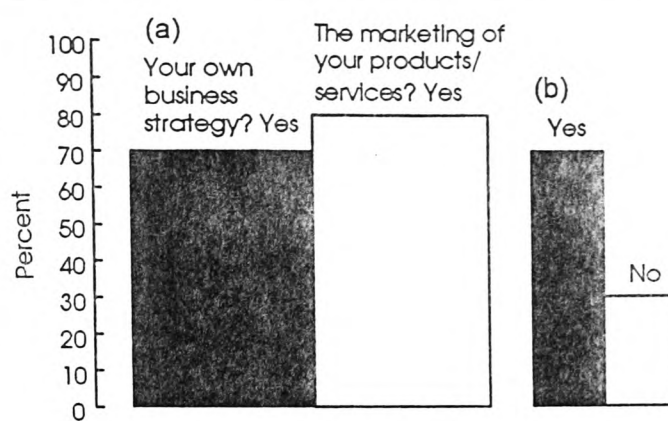 (a)
Your own
business
strategy? Yes
The marketing of
your products/
services? Yes
(b)
Yes
No
Percent
100
90
80
70
60
50
40
30
20
10
0